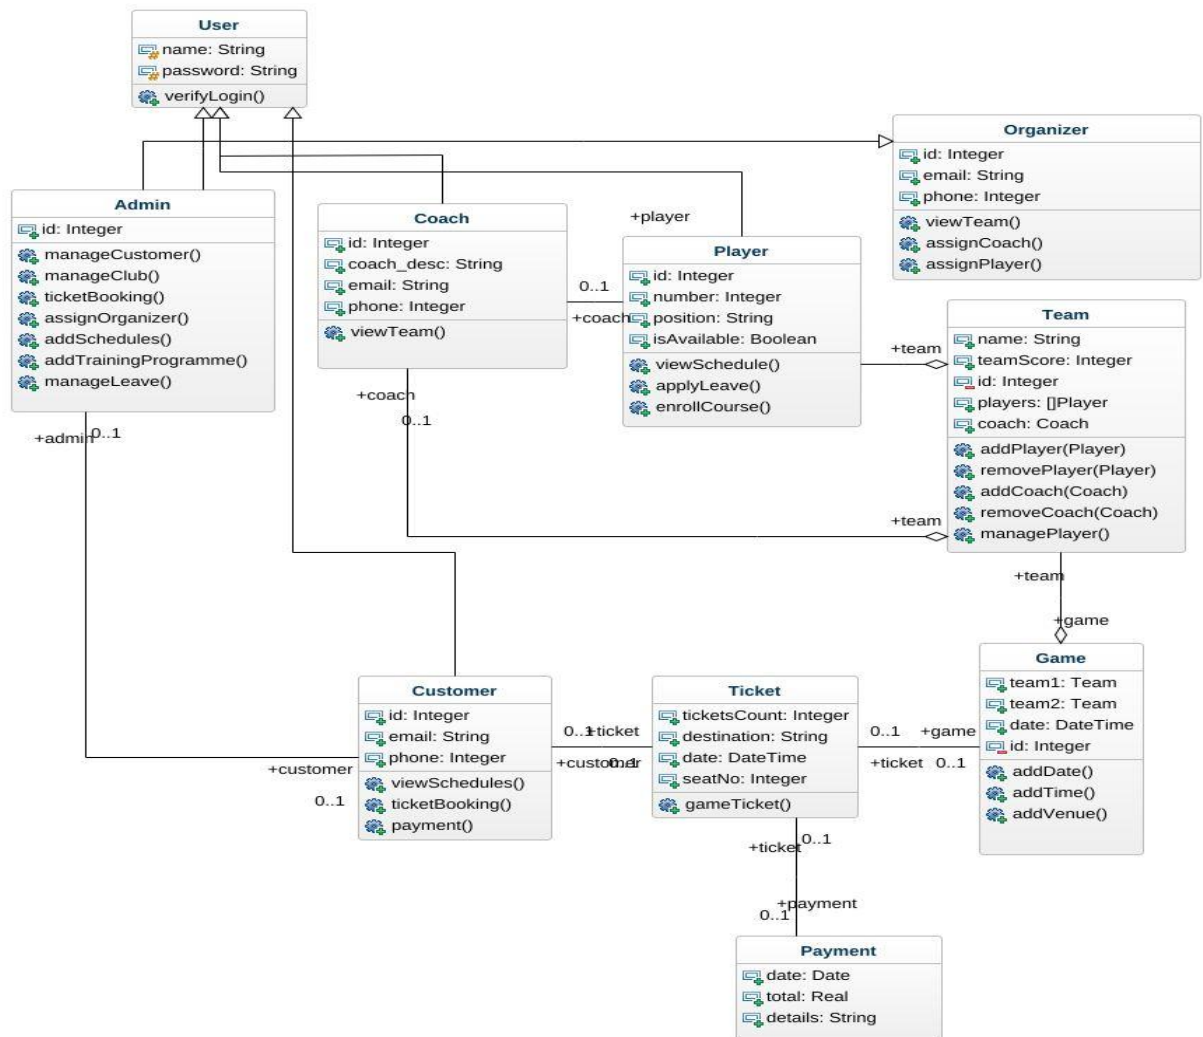 User
name: String
password: String
verifyLogin()
Organizer
id: Integer
email: String
phone: Integer
viewTeam()
assignCoach()
assignPlayer()
Admin
id: Integer
manageCustomer()
manageClub()
ticketBooking()
assignOrganizer()
addSchedules()
addTrainingProgramme()
manageLeave()
Coach
id: Integer
coach_desc: String
email: String
phone: Integer
viewTeam()
+player
0..1
+coach
Player
id: Integer
number: Integer
position: String
isAvailable: Boolean
viewSchedule()
applyLeave()
enrollCourse()
+team
Team
name: String
teamScore: Integer
id: Integer
players: []Player
coach: Coach
addPlayer(Player)
removePlayer(Player)
addCoach(Coach)
removeCoach(Coach)
managePlayer()
+coach
0..1
+admin
0..1
+team
+team
+game
Customer
id: Integer
email: String
phone: Integer
viewSchedules()
ticketBooking()
payment()
+customer
0..1
0..1
+ticket
+customer
0..1
Ticket
ticketsCount: Integer
destination: String
date: DateTime
seatNo: Integer
gameTicket()
0..1
+game
+ticket
0..1
Game
team1: Team
team2: Team
date: DateTime
id: Integer
addDate()
addTime()
addVenue()
0..1
+ticket
+payment
0..1
Payment
date: Date
total: Real
details: String